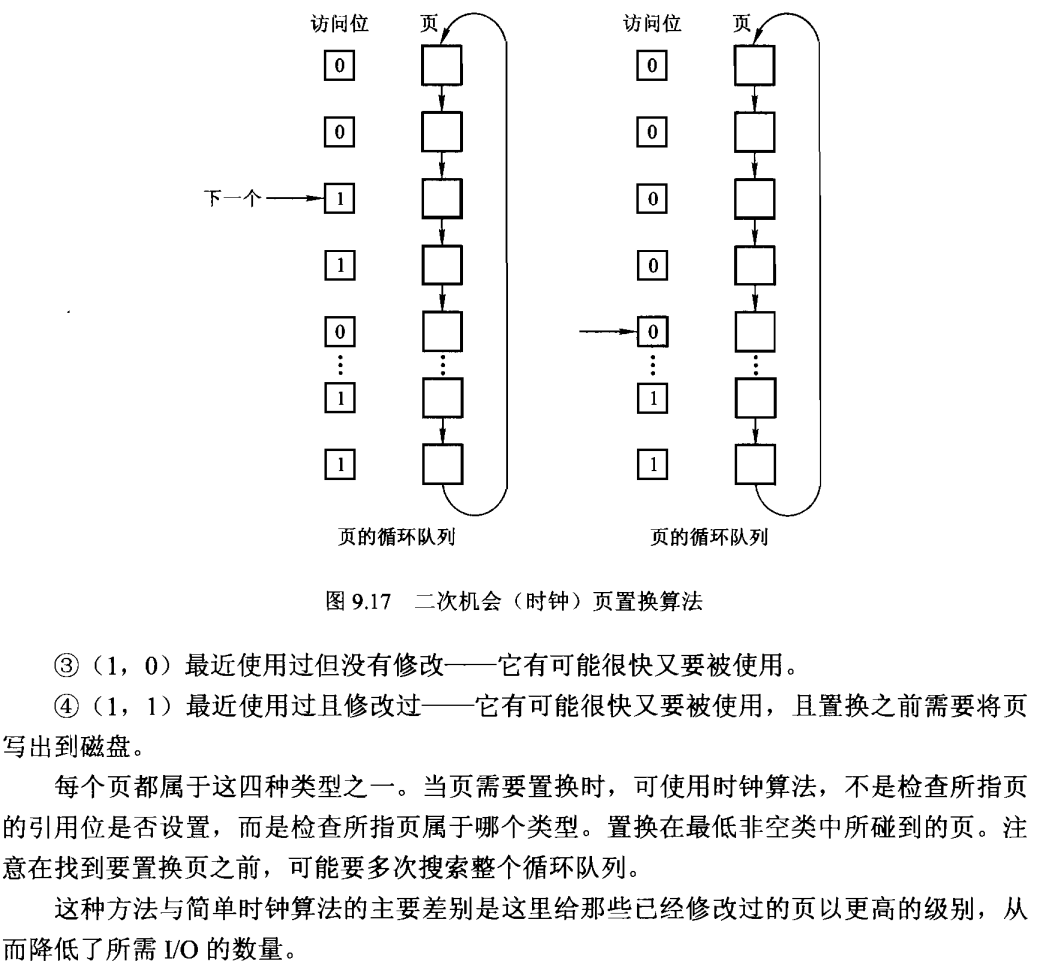 访问位 页 访问位 页
0 0
0 0
下一个 1 0
1 0
0 0
1 1
1 1
页的循环队列 页的循环队列
图 9.17 二次机会（时钟）页置换算法
③（1，0）最近使用过但没有修改——它有可能很快又要被使用。
④（1，1）最近使用过且修改过——它有可能很快又要被使用，且置换之前需要将页
写出到磁盘。
每个页都属于这四种类型之一。当页需要置换时，可使用时钟算法，不是检查所指页
的引用位是否设置，而是检查所指页属于哪个类型。置换在最低非空类中所碰到的页。注
意在找到要置换页之前，可能要多次搜索整个循环队列。
这种方法与简单时钟算法的主要差别是这里给那些已经修改过的页以更高的级别，从
而降低了所需 I/O 的数量。